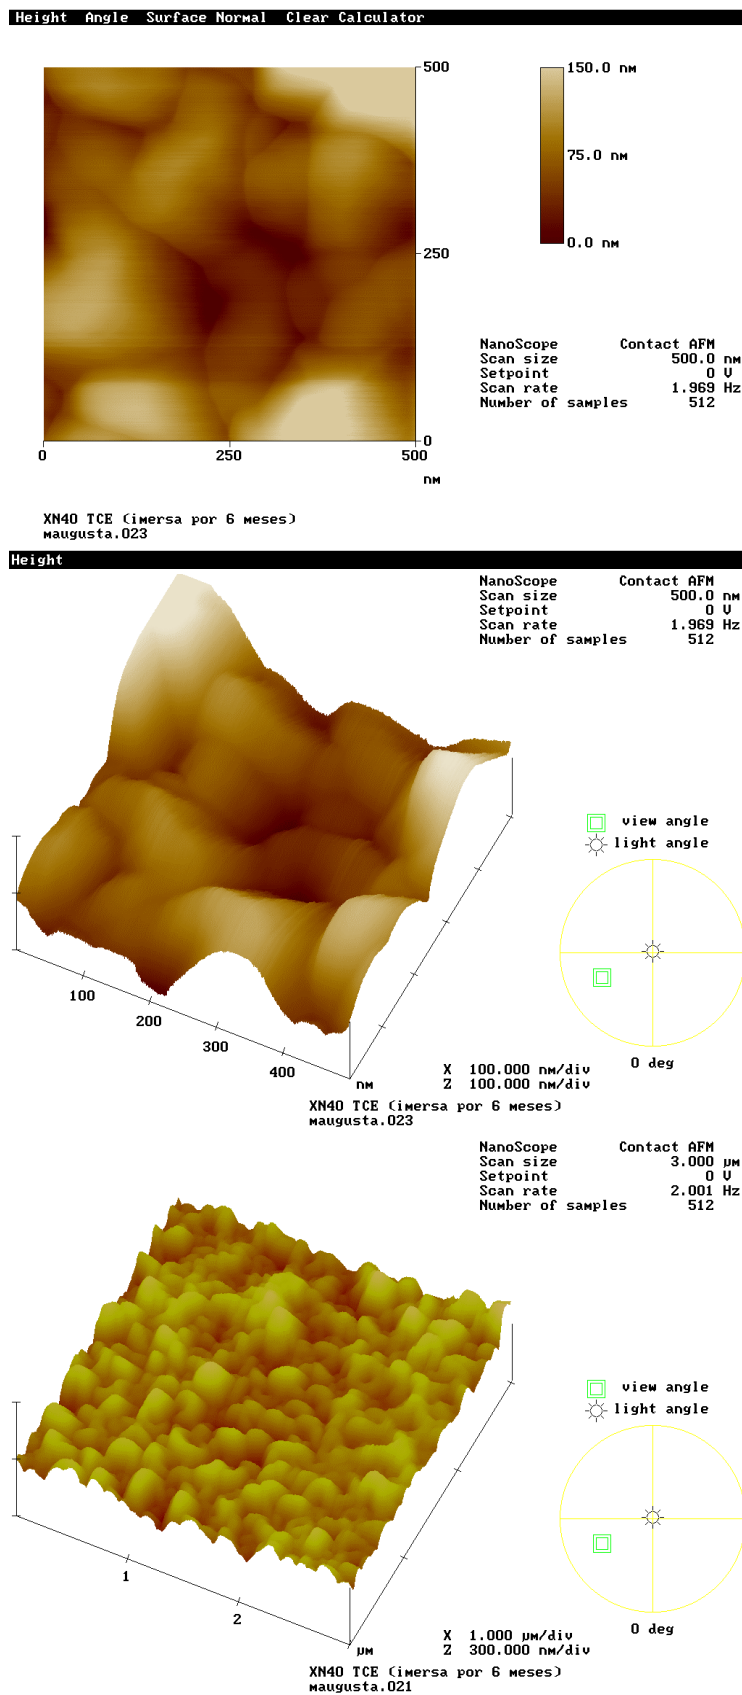 Height Angle Surface Normal Clear Calculator
500
250
0
0 250 500
nm
150.0 nm
75.0 nm
0.0 nm
NanoScope Contact AFM
Scan size 500.0 nm
Setpoint 0 V
Scan rate 1.969 Hz
Number of samples 512
XN40 TCE (imersa por 6 meses)
maugusta.023
Height
NanoScope Contact AFM
Scan size 500.0 nm
Setpoint 0 V
Scan rate 1.969 Hz
Number of samples 512
view angle
light angle
0 deg
100
200
300
400
nm
X 100.000 nm/div
Z 100.000 nm/div
XN40 TCE (imersa por 6 meses)
maugusta.023
NanoScope Contact AFM
Scan size 3.000 µm
Setpoint 0 V
Scan rate 2.001 Hz
Number of samples 512
view angle
light angle
0 deg
1
2
µm
X 1.000 µm/div
Z 300.000 nm/div
XN40 TCE (imersa por 6 meses)
maugusta.021